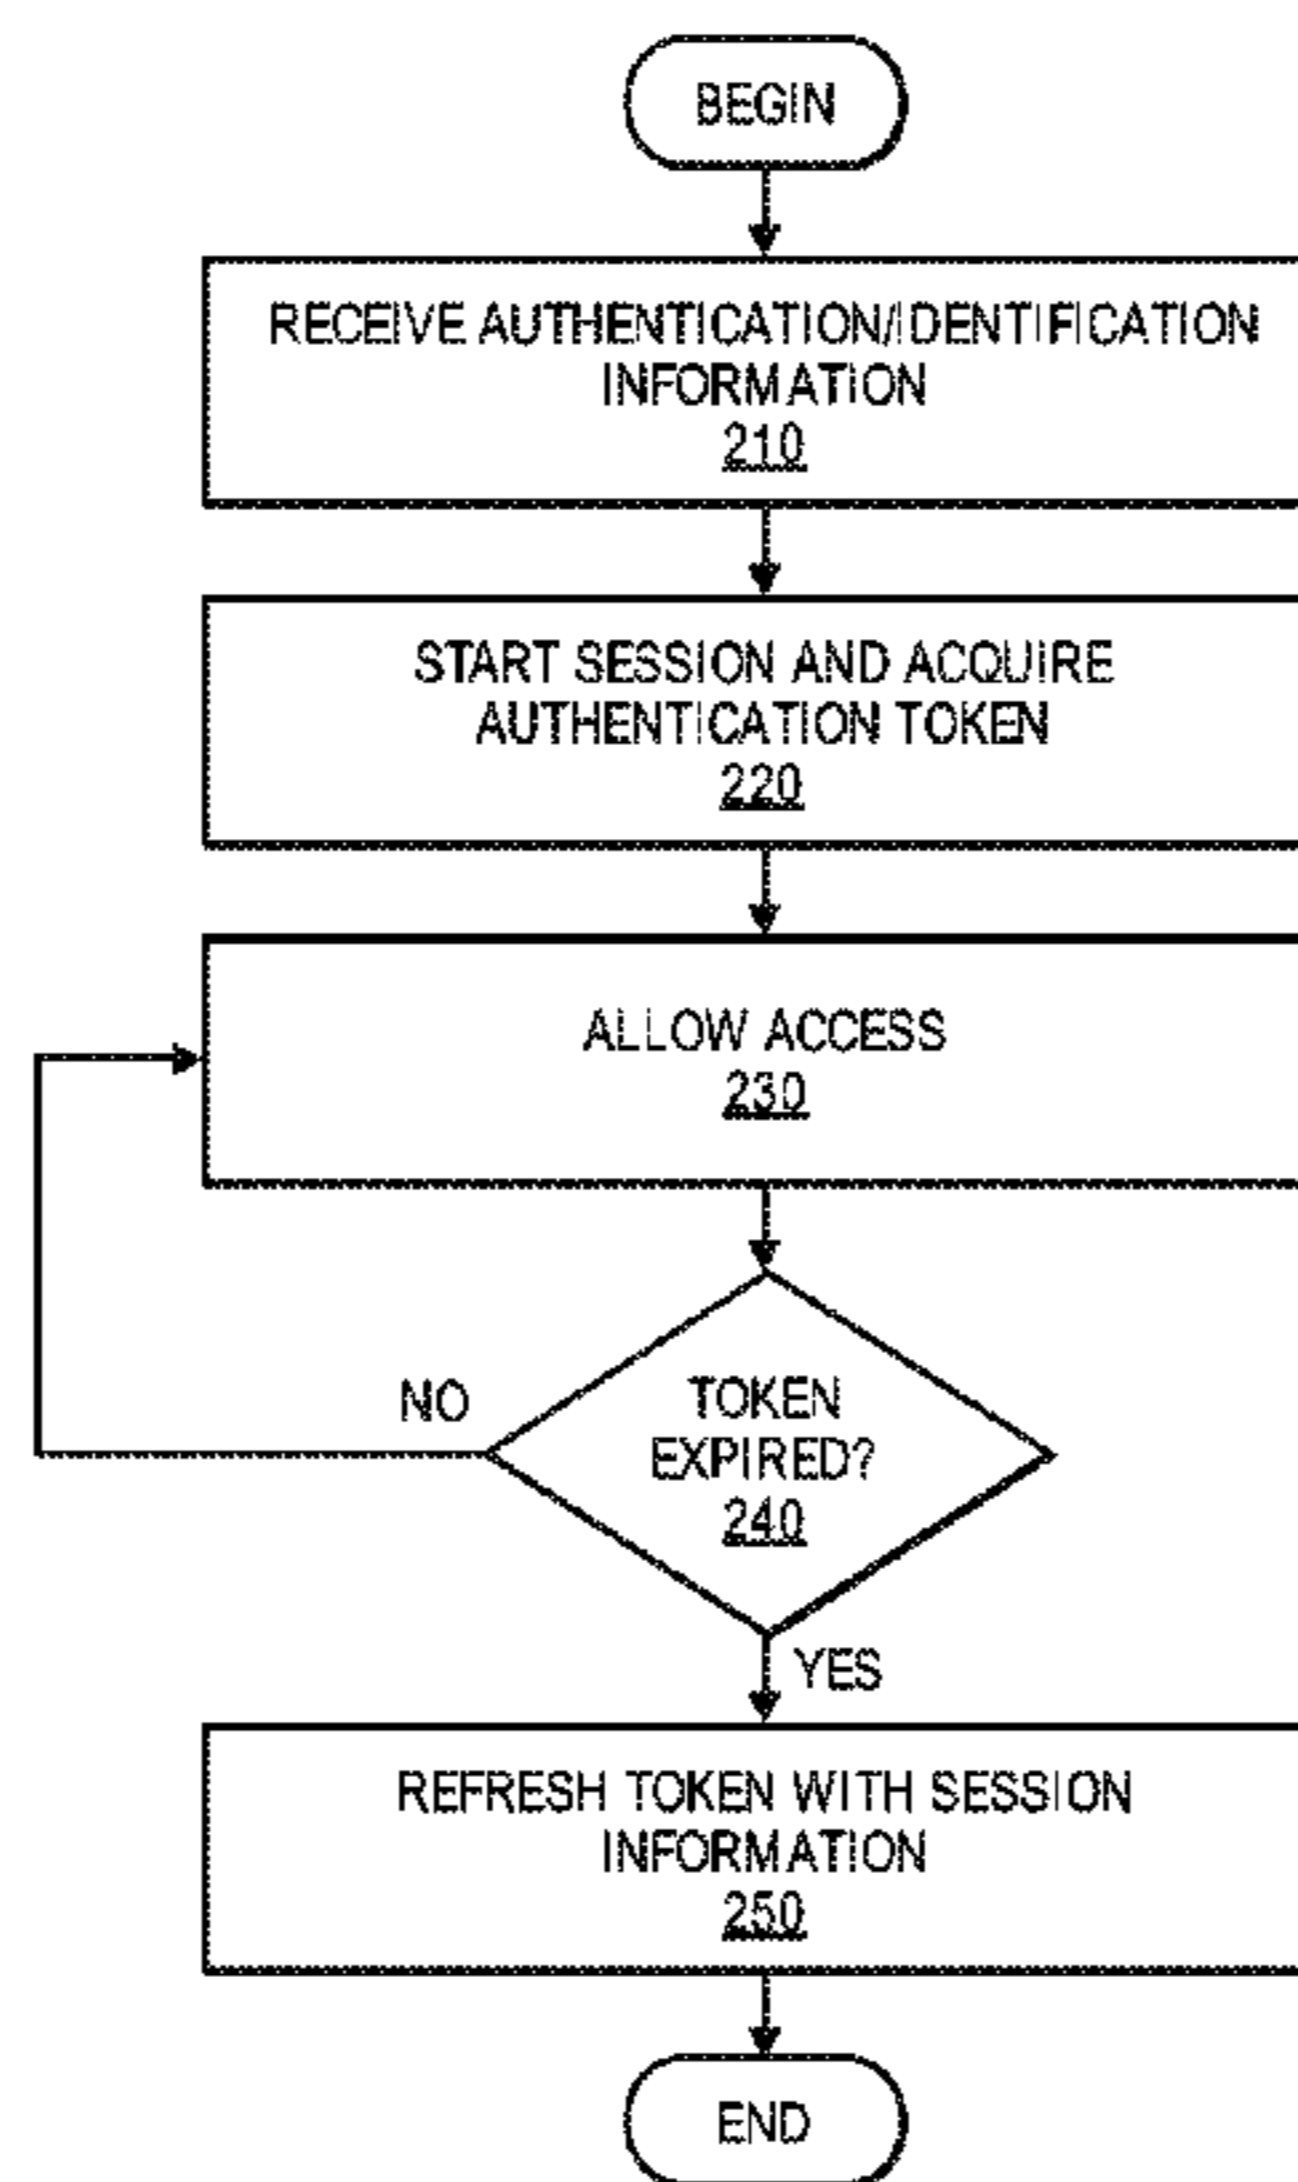 BEGIN
RECEIVE AUTHENTICATION/IDENTIFICATION
INFORMATION
210
START SESSION AND ACQUIRE
AUTHENTICATION TOKEN
220
ALLOW ACCESS
230
NO
TOKEN
EXPIRED?
240
YES
REFRESH TOKEN WITH SESSION
INFORMATION
250
END